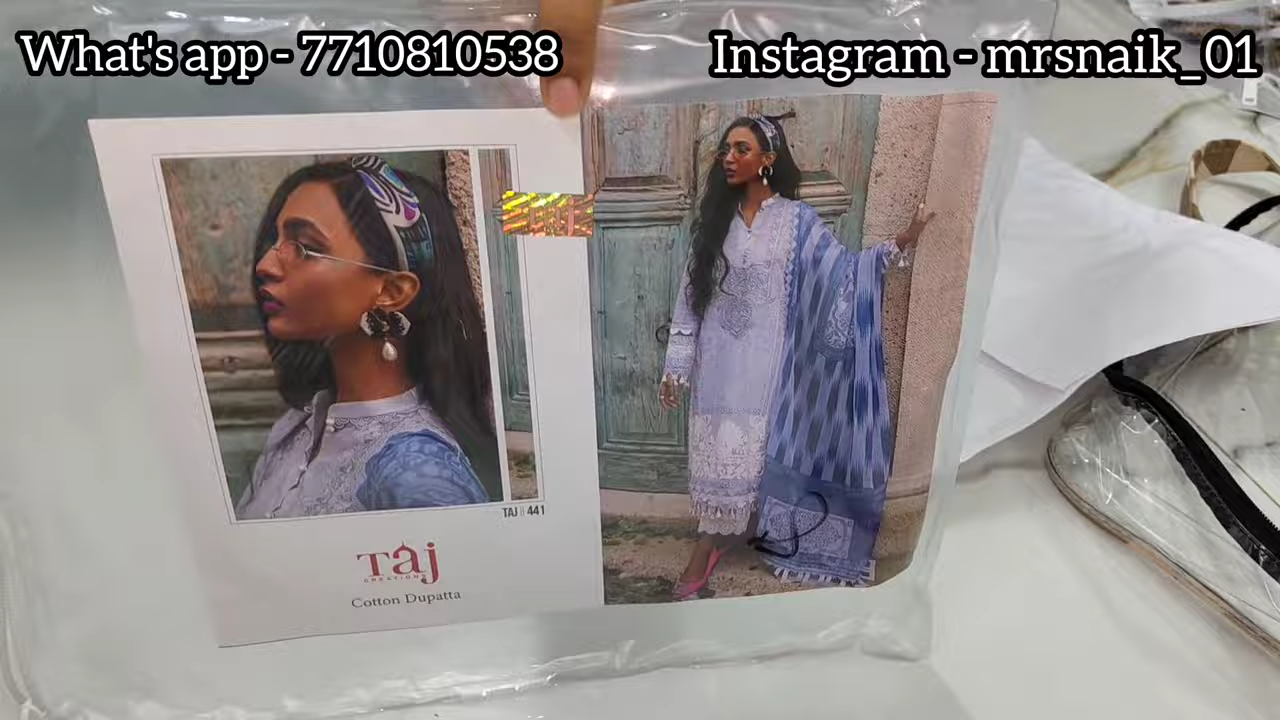 What's app - 7710810538
Instagram - mrsnaik_01
TAJ 441
Taj
CREATIONS
Cotton Dupatta